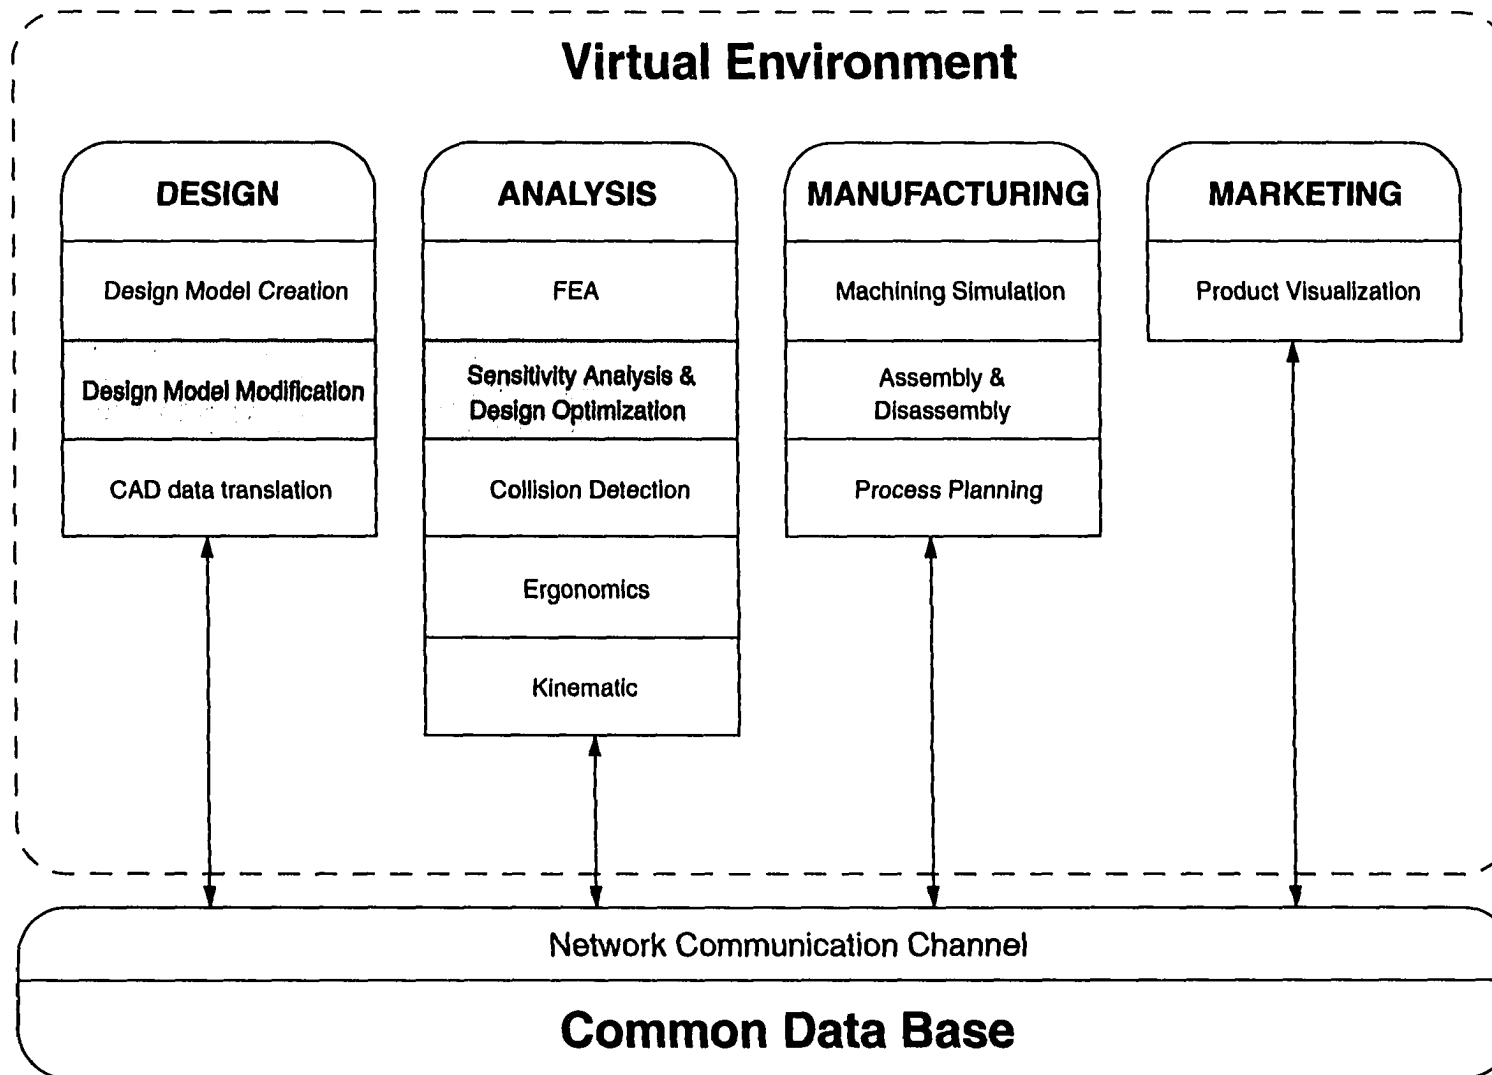 Virtual Environment
DESIGN
Design Model Creation
Design Model Modification
CAD data translation
ANALYSIS
FEA
Sensitivity Analysis &
Design Optimization
Collision Detection
Ergonomics
Kinematic
MANUFACTURING
Machining Simulation
Assembly &
Disassembly
Process Planning
MARKETING
Product Visualization
Network Communication Channel
Common Data Base